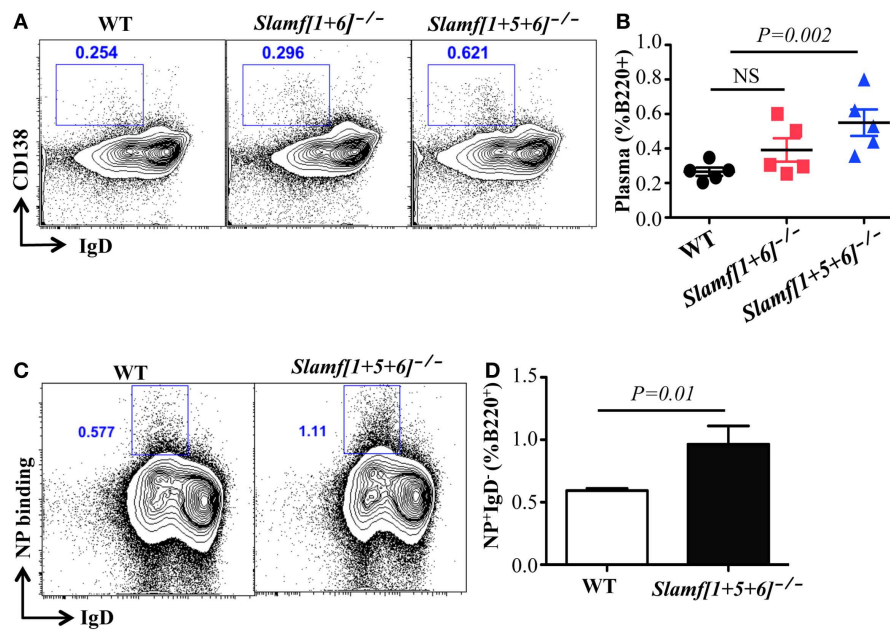 A
WT
Slamf[1+6]⁻/⁻
Slamf[1+5+6]⁻/⁻
0.254
0.296
0.621
CD138
IgD
B
P=0.002
NS
1.0
0.8
0.6
0.4
0.2
0.0
Plasma (%B220+)
WT
Slamf[1+6]⁻/⁻
Slamf[1+5+6]⁻/⁻
C
WT
Slamf[1+5+6]⁻/⁻
0.577
1.11
NP binding
IgD
D
P=0.01
1.5
1.0
0.5
0.0
NP⁺IgD⁻ (%B220⁺)
WT
Slamf[1+5+6]⁻/⁻